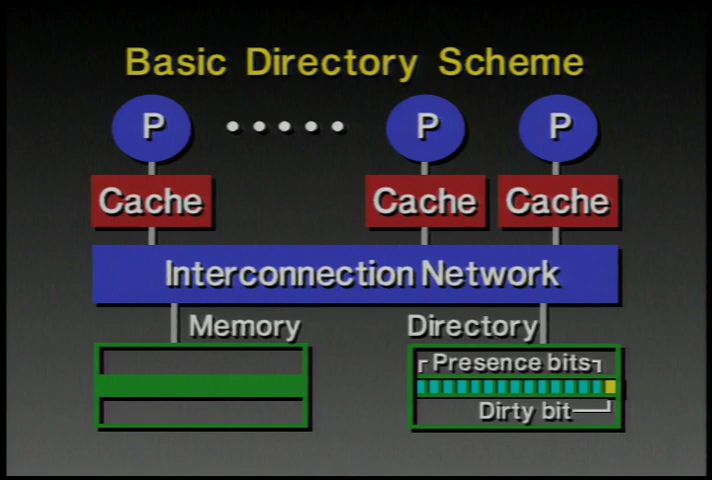 Basic Directory Scheme
P P P
Cache Cache Cache
Interconnection Network
Memory Directory
Presence bits
Dirty bit